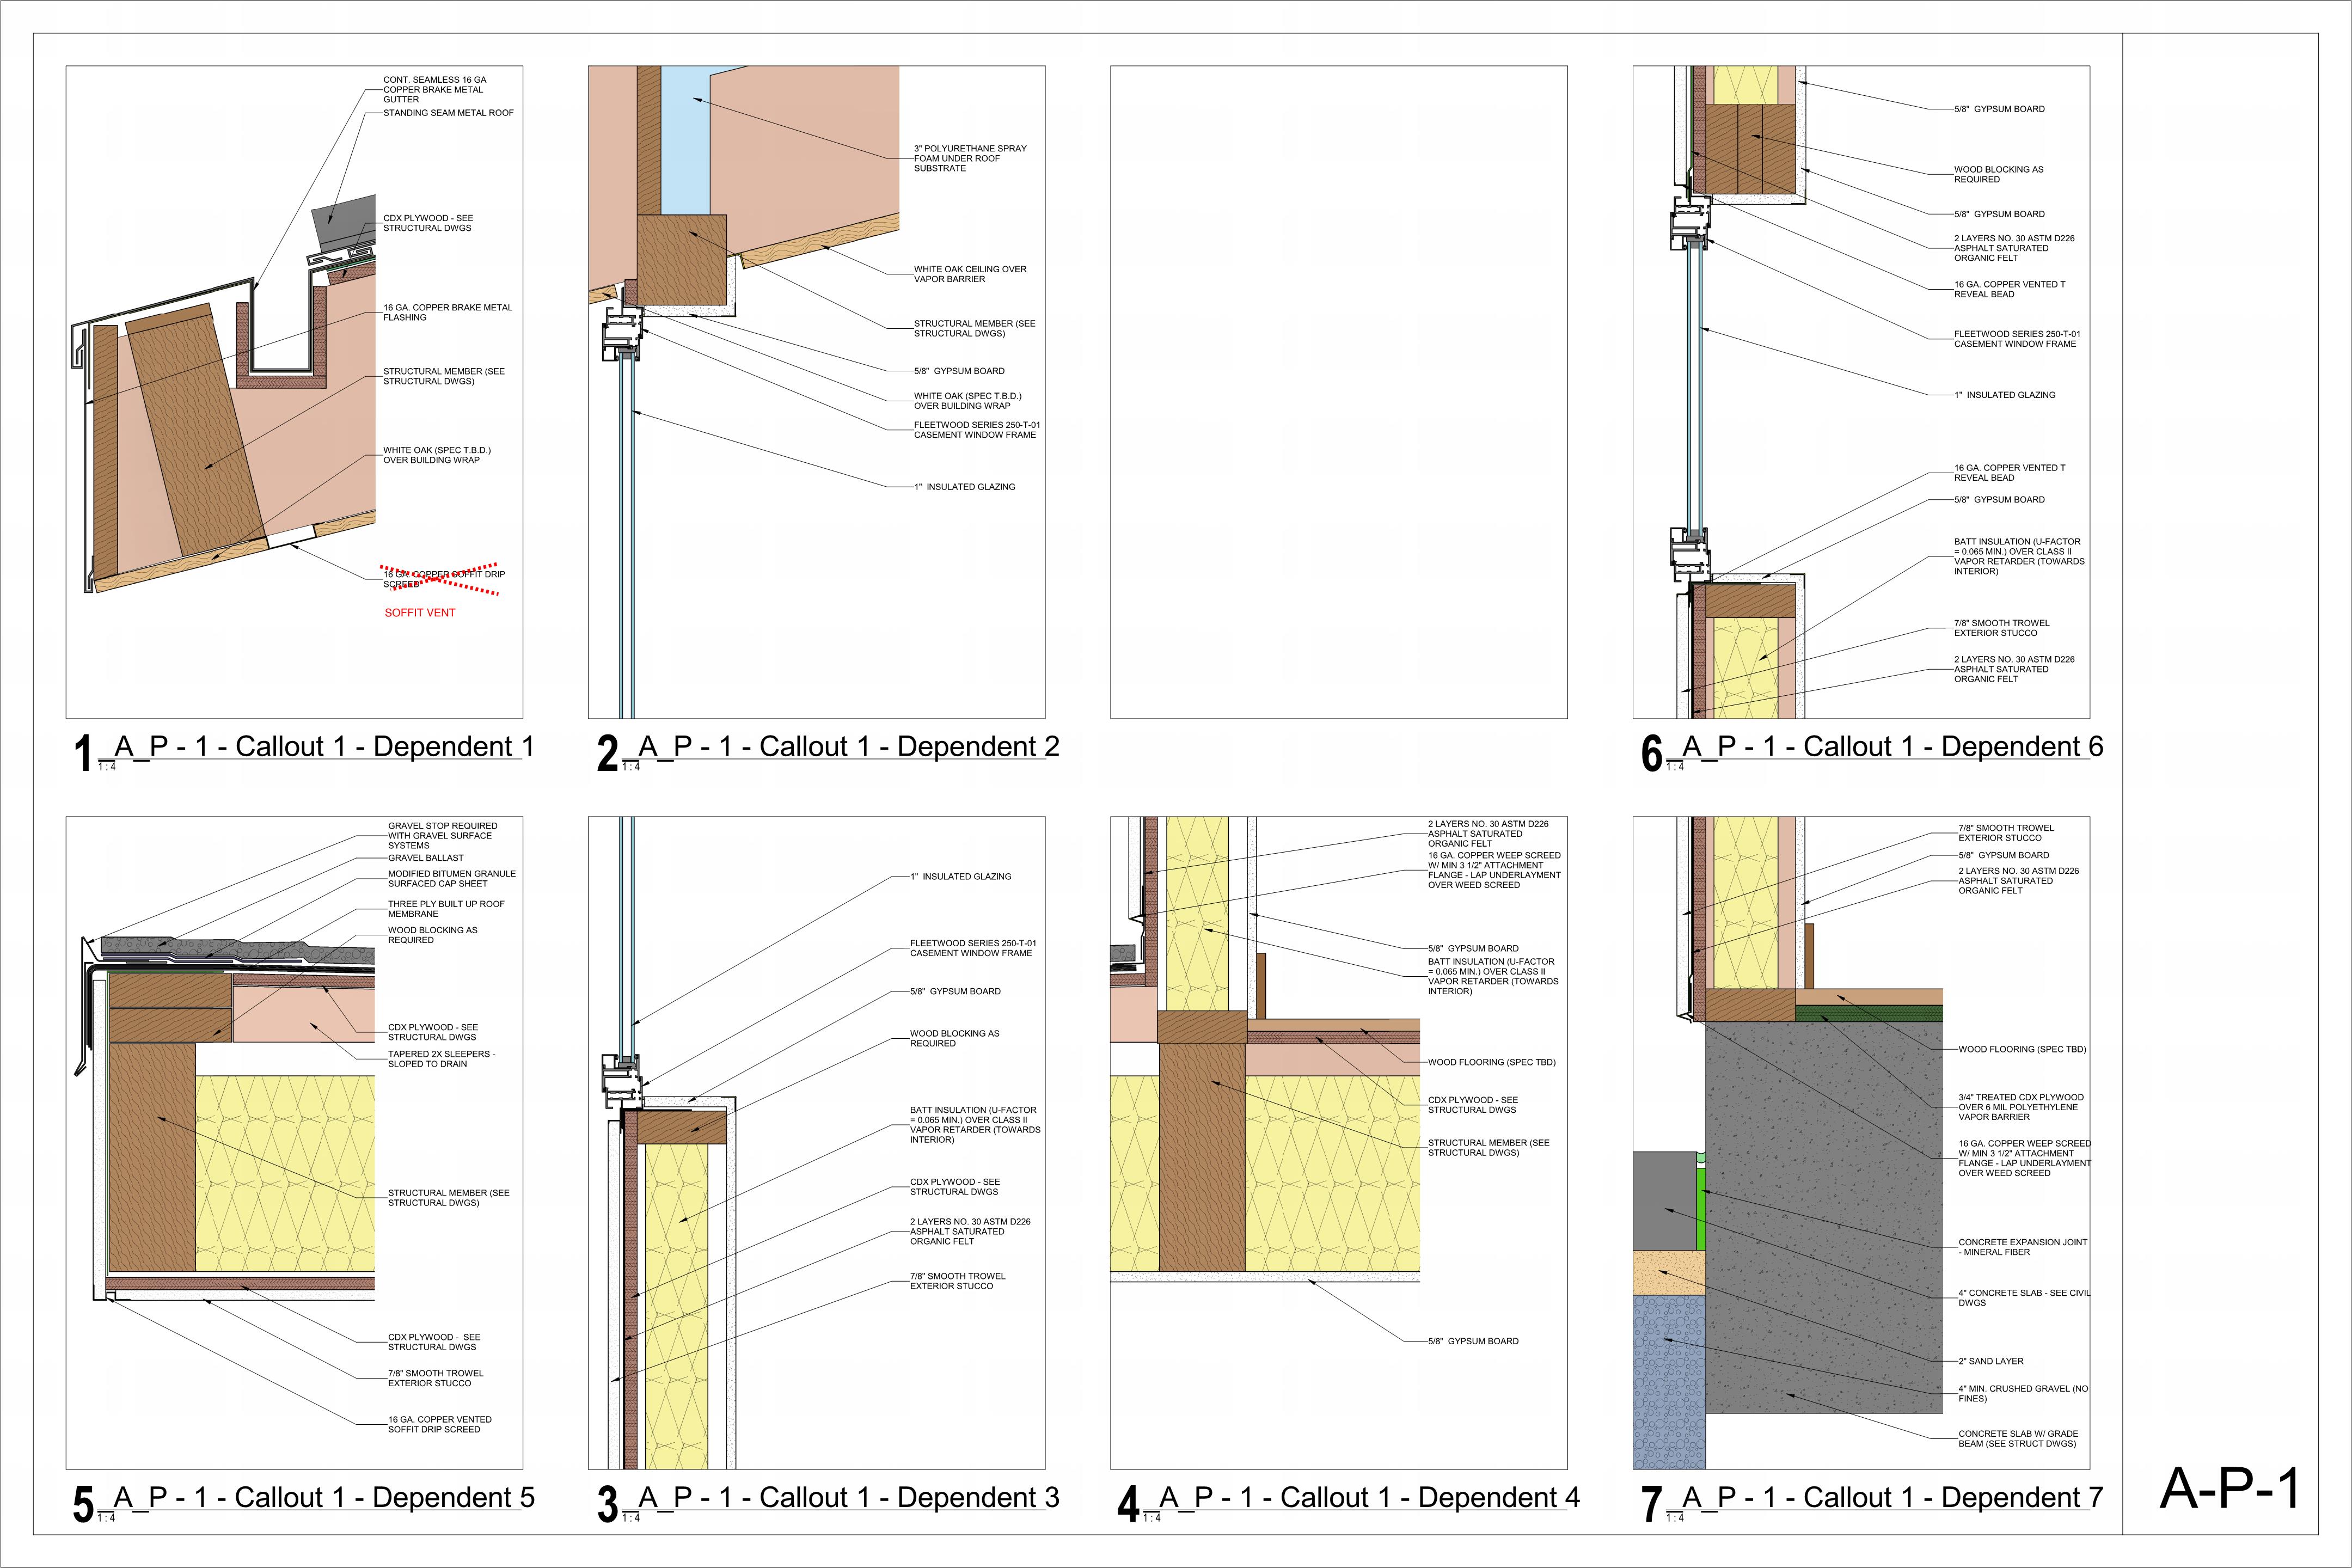 CONT. SEAMLESS 16 GA
COPPER BRAKE METAL
GUTTER
STANDING SEAM METAL ROOF
CDX PLYWOOD - SEE
STRUCTURAL DWGS
16 GA. COPPER BRAKE METAL
FLASHING
STRUCTURAL MEMBER (SEE
STRUCTURAL DWGS)
WHITE OAK (SPEC T.B.D.)
OVER BUILDING WRAP
16 GA. COPPER SOFFIT DRIP
SCREED
SOFFIT VENT
1 _A_P - 1 - Callout 1 - Dependent 1
1 : 4
3" POLYURETHANE SPRAY
FOAM UNDER ROOF
SUBSTRATE
WHITE OAK CEILING OVER
VAPOR BARRIER
STRUCTURAL MEMBER (SEE
STRUCTURAL DWGS)
5/8" GYPSUM BOARD
WHITE OAK (SPEC T.B.D.)
OVER BUILDING WRAP
FLEETWOOD SERIES 250-T-01
CASEMENT WINDOW FRAME
1" INSULATED GLAZING
2 _A_P - 1 - Callout 1 - Dependent 2
1 : 4
5/8" GYPSUM BOARD
WOOD BLOCKING AS
REQUIRED
5/8" GYPSUM BOARD
2 LAYERS NO. 30 ASTM D226
ASPHALT SATURATED
ORGANIC FELT
16 GA. COPPER VENTED T
REVEAL BEAD
FLEETWOOD SERIES 250-T-01
CASEMENT WINDOW FRAME
1" INSULATED GLAZING
16 GA. COPPER VENTED T
REVEAL BEAD
5/8" GYPSUM BOARD
BATT INSULATION (U-FACTOR
= 0.065 MIN.) OVER CLASS II
VAPOR RETARDER (TOWARDS
INTERIOR)
7/8" SMOOTH TROWEL
EXTERIOR STUCCO
2 LAYERS NO. 30 ASTM D226
ASPHALT SATURATED
ORGANIC FELT
6 _A_P - 1 - Callout 1 - Dependent 6
1 : 4
GRAVEL STOP REQUIRED
WITH GRAVEL SURFACE
SYSTEMS
GRAVEL BALLAST
MODIFIED BITUMEN GRANULE
SURFACED CAP SHEET
THREE PLY BUILT UP ROOF
MEMBRANE
WOOD BLOCKING AS
REQUIRED
CDX PLYWOOD - SEE
STRUCTURAL DWGS
TAPERED 2X SLEEPERS -
SLOPED TO DRAIN
STRUCTURAL MEMBER (SEE
STRUCTURAL DWGS)
CDX PLYWOOD - SEE
STRUCTURAL DWGS
7/8" SMOOTH TROWEL
EXTERIOR STUCCO
16 GA. COPPER VENTED
SOFFIT DRIP SCREED
5 _A_P - 1 - Callout 1 - Dependent 5
1 : 4
1" INSULATED GLAZING
FLEETWOOD SERIES 250-T-01
CASEMENT WINDOW FRAME
5/8" GYPSUM BOARD
WOOD BLOCKING AS
REQUIRED
BATT INSULATION (U-FACTOR
= 0.065 MIN.) OVER CLASS II
VAPOR RETARDER (TOWARDS
INTERIOR)
CDX PLYWOOD - SEE
STRUCTURAL DWGS
2 LAYERS NO. 30 ASTM D226
ASPHALT SATURATED
ORGANIC FELT
7/8" SMOOTH TROWEL
EXTERIOR STUCCO
3 _A_P - 1 - Callout 1 - Dependent 3
1 : 4
2 LAYERS NO. 30 ASTM D226
ASPHALT SATURATED
ORGANIC FELT
16 GA. COPPER WEEP SCREED
W/ MIN 3 1/2" ATTACHMENT
FLANGE - LAP UNDERLAYMENT
OVER WEED SCREED
5/8" GYPSUM BOARD
BATT INSULATION (U-FACTOR
= 0.065 MIN.) OVER CLASS II
VAPOR RETARDER (TOWARDS
INTERIOR)
WOOD FLOORING (SPEC TBD)
CDX PLYWOOD - SEE
STRUCTURAL DWGS
STRUCTURAL MEMBER (SEE
STRUCTURAL DWGS)
5/8" GYPSUM BOARD
4 _A_P - 1 - Callout 1 - Dependent 4
1 : 4
7/8" SMOOTH TROWEL
EXTERIOR STUCCO
5/8" GYPSUM BOARD
2 LAYERS NO. 30 ASTM D226
ASPHALT SATURATED
ORGANIC FELT
WOOD FLOORING (SPEC TBD)
3/4" TREATED CDX PLYWOOD
OVER 6 MIL POLYETHYLENE
VAPOR BARRIER
16 GA. COPPER WEEP SCREED
W/ MIN 3 1/2" ATTACHMENT
FLANGE - LAP UNDERLAYMENT
OVER WEED SCREED
CONCRETE EXPANSION JOINT
- MINERAL FIBER
4" CONCRETE SLAB - SEE CIVIL
DWGS
2" SAND LAYER
4" MIN. CRUSHED GRAVEL (NO
FINES)
CONCRETE SLAB W/ GRADE
BEAM (SEE STRUCT DWGS)
7 _A_P - 1 - Callout 1 - Dependent 7
1 : 4
A-P-1